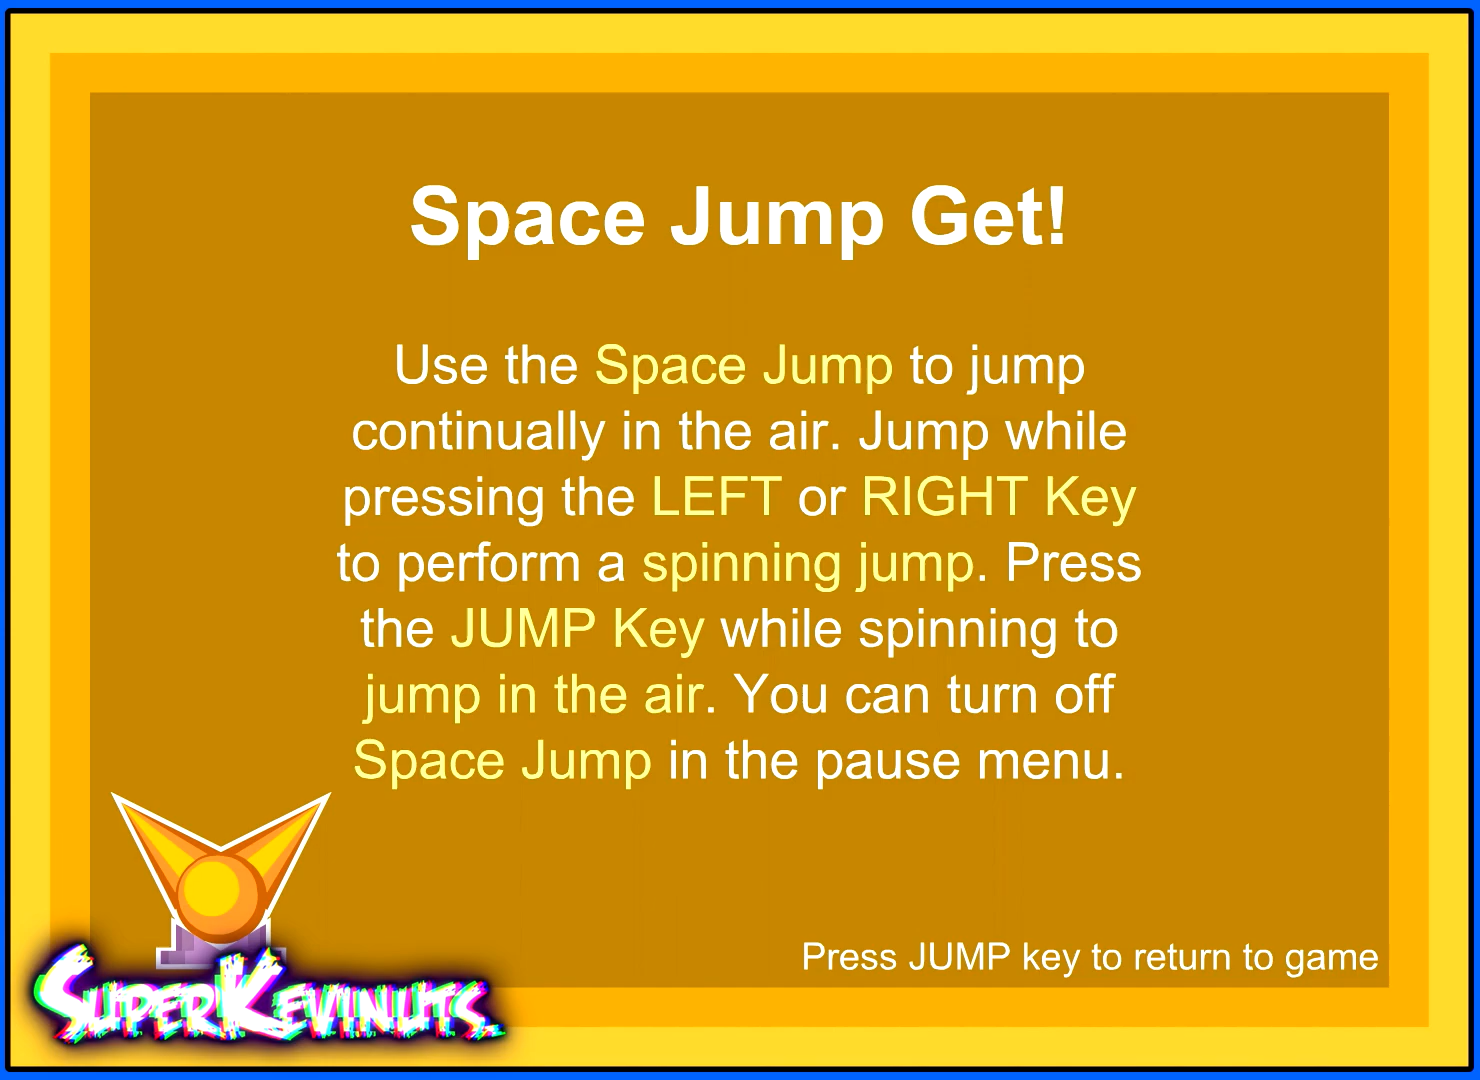 Space Jump Get!
Use the Space Jump to jump
continually in the air. Jump while
pressing the LEFT or RIGHT Key
to perform a spinning jump. Press
the JUMP Key while spinning to
jump in the air. You can turn off
Space Jump in the pause menu.
Press JUMP key to return to game
SUPERKEVINUTS